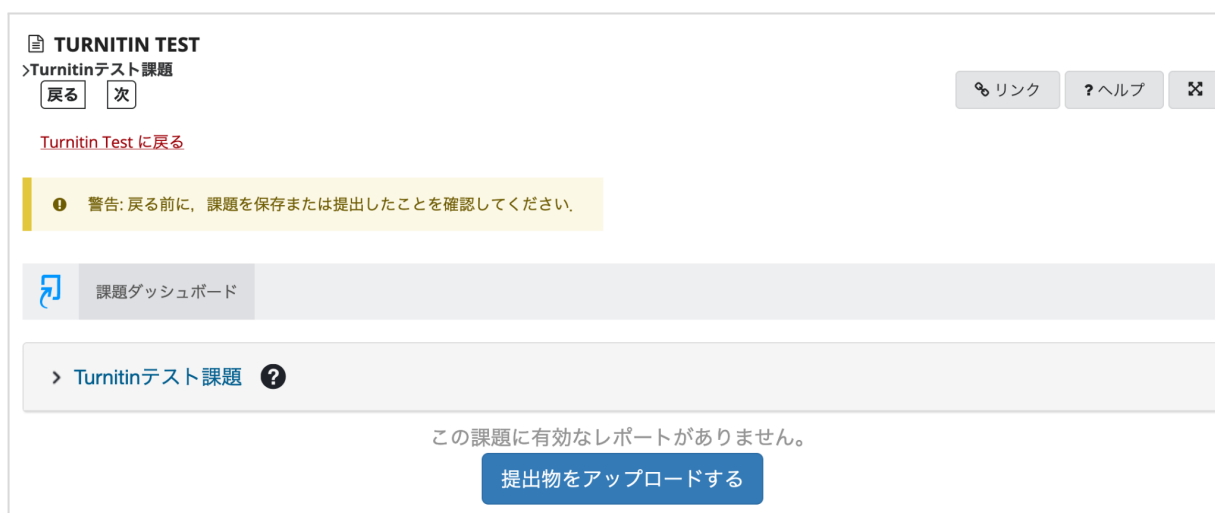 TURNITIN TEST
>Turnitinテスト課題
戻る 次
リンク ?ヘルプ
Turnitin Test に戻る
警告: 戻る前に，課題を保存または提出したことを確認してください．
課題ダッシュボード
Turnitinテスト課題 ?
この課題に有効なレポートがありません。
提出物をアップロードする